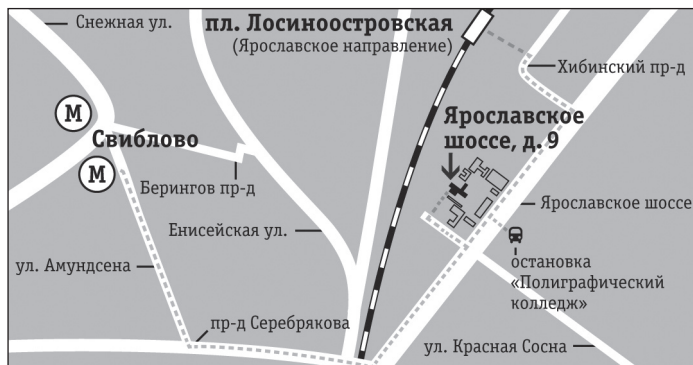 Снежная ул.
пл. Лосиноостровская
(Ярославское направление)
Хибинский пр-д
М
Свиблово
М
Ярославское
шоссе, д. 9
Берингов пр-д
Ярославское шоссе
Енисейская ул.
ул. Амундсена
остановка
«Полиграфический
колледж»
пр-д Серебрякова
ул. Красная Сосна